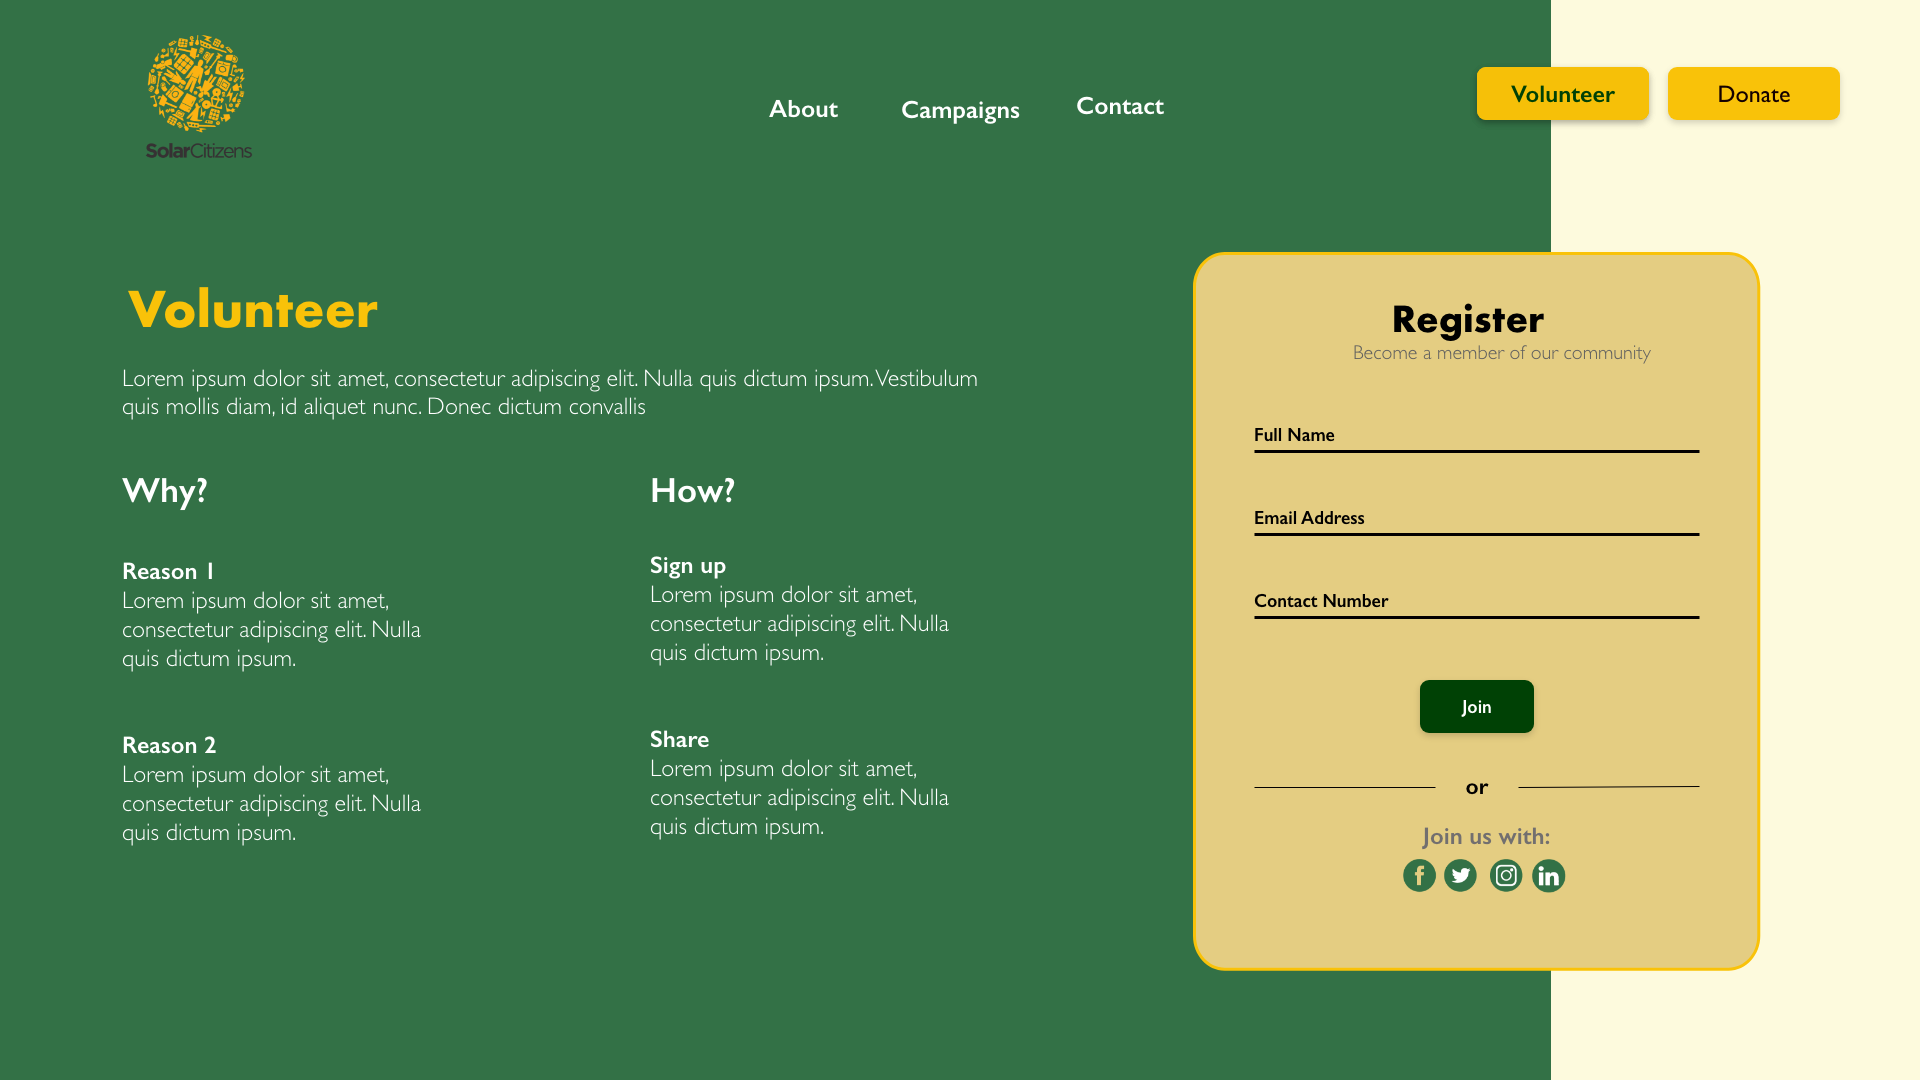 SolarCitizens
About
Campaigns
Contact
Volunteer
Donate
Volunteer
Lorem ipsum dolor sit amet, consectetur adipiscing elit. Nulla quis dictum ipsum. Vestibulum
quis mollis diam, id aliquet nunc. Donec dictum convallis
Why?
Reason 1
Lorem ipsum dolor sit amet,
consectetur adipiscing elit. Nulla
quis dictum ipsum.
Reason 2
Lorem ipsum dolor sit amet,
consectetur adipiscing elit. Nulla
quis dictum ipsum.
How?
Sign up
Lorem ipsum dolor sit amet,
consectetur adipiscing elit. Nulla
quis dictum ipsum.
Share
Lorem ipsum dolor sit amet,
consectetur adipiscing elit. Nulla
quis dictum ipsum.
Register
Become a member of our community
Full Name
Email Address
Contact Number
Join
or
Join us with: